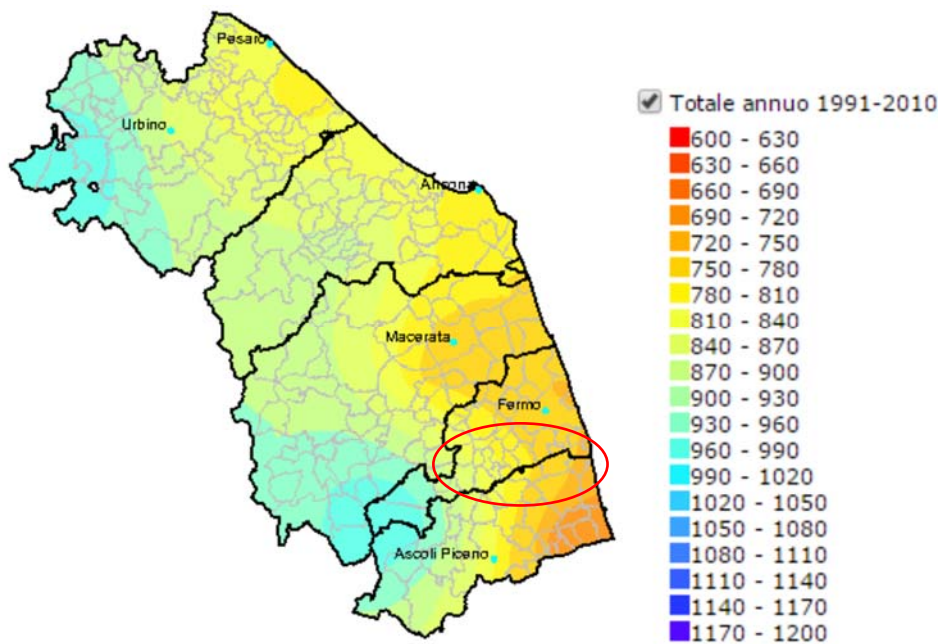 Pesaro
Urbino
Ancona
Macerata
Fermo
Ascoli Piceno
Totale annuo 1991-2010
600 - 630
630 - 660
660 - 690
690 - 720
720 - 750
750 - 780
780 - 810
810 - 840
840 - 870
870 - 900
900 - 930
930 - 960
960 - 990
990 - 1020
1020 - 1050
1050 - 1080
1080 - 1110
1110 - 1140
1140 - 1170
1170 - 1200